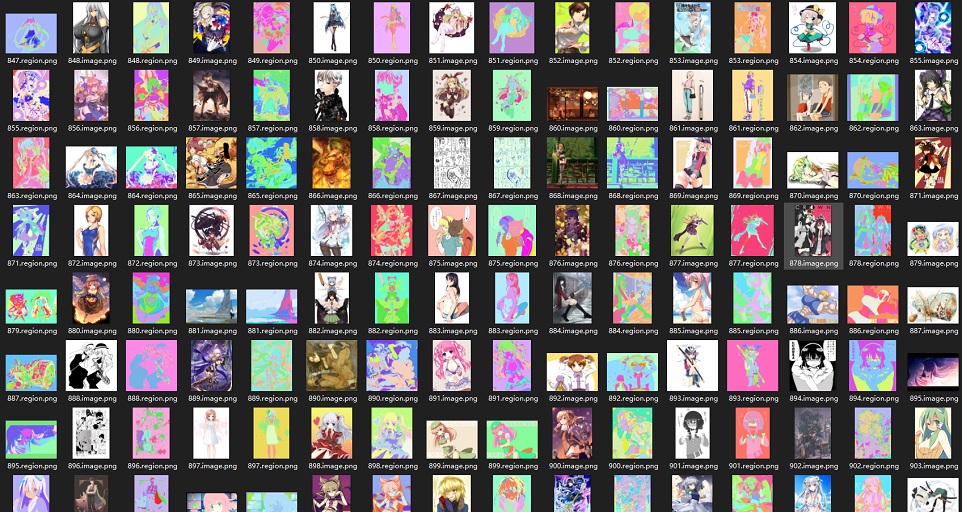 847.region.png 848.image.png 848.region.png 849.image.png 849.region.png 850.image.png 850.region.png 851.image.png 851.region.png 852.image.png 852.region.png 853.image.png 853.region.png 854.image.png 854.region.png 855.image.png
855.region.png 856.image.png 856.region.png 857.image.png 857.region.png 858.image.png 858.region.png 859.image.png 859.region.png 860.image.png 860.region.png 861.image.png 861.region.png 862.image.png 862.region.png 863.image.png
863.region.png 864.image.png 864.region.png 865.image.png 865.region.png 866.image.png 866.region.png 867.image.png 867.region.png 868.image.png 868.region.png 869.image.png 869.region.png 870.image.png 870.region.png 871.image.png
871.region.png 872.image.png 872.region.png 873.image.png 873.region.png 874.image.png 874.region.png 875.image.png 875.region.png 876.image.png 876.region.png 877.image.png 877.region.png 878.image.png 878.region.png 879.image.png
879.region.png 880.image.png 880.region.png 881.image.png 881.region.png 882.image.png 882.region.png 883.image.png 883.region.png 884.image.png 884.region.png 885.image.png 885.region.png 886.image.png 886.region.png 887.image.png
887.region.png 888.image.png 888.region.png 889.image.png 889.region.png 890.image.png 890.region.png 891.image.png 891.region.png 892.image.png 892.region.png 893.image.png 893.region.png 894.image.png 894.region.png 895.image.png
895.region.png 896.image.png 896.region.png 897.image.png 897.region.png 898.image.png 898.region.png 899.image.png 899.region.png 900.image.png 900.region.png 901.image.png 901.region.png 902.image.png 902.region.png 903.image.png